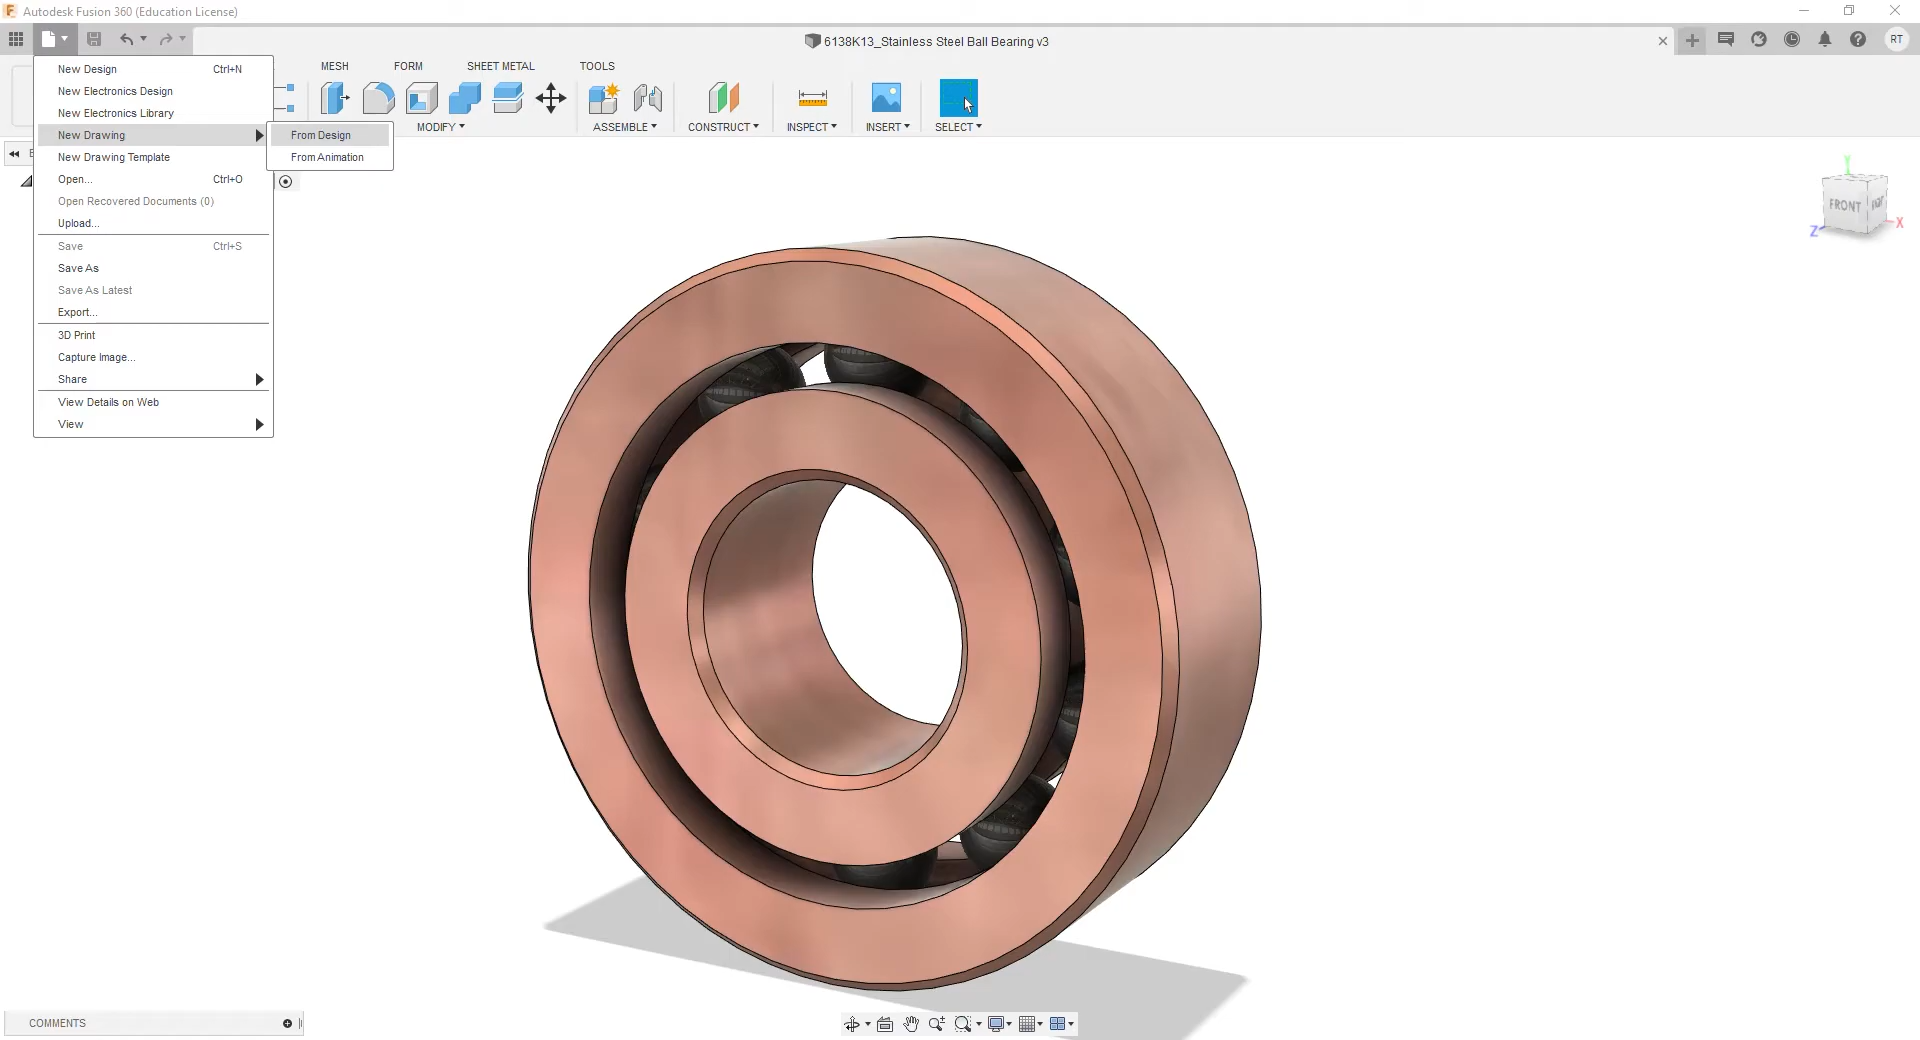 Autodesk Fusion 360 (Education License)
6138K13_Stainless Steel Ball Bearing v3
RT
New Design Ctrl+N
New Electronics Design
New Electronics Library
New Drawing
New Drawing Template
Open... Ctrl+O
Open Recovered Documents (0)
Upload...
Save Ctrl+S
Save As
Save As Latest
Export...
3D Print
Capture Image...
Share
View Details on Web
View
From Design
From Animation
MESH FORM SHEET METAL TOOLS
MODIFY ASSEMBLE CONSTRUCT INSPECT INSERT SELECT
Y
FRONT
X
Z
COMMENTS